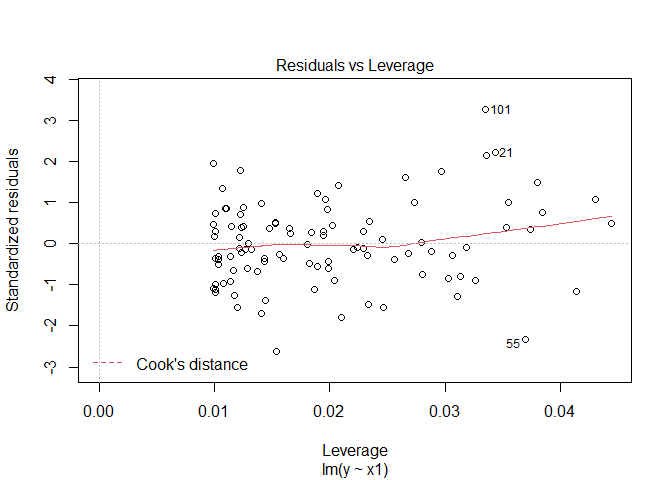 Residuals vs Leverage
Standardized residuals
4
3
2
1
0
-1
-2
-3
101
21
55
Cook's distance
0.00 0.01 0.02 0.03 0.04
Leverage
lm(y ~ x1)